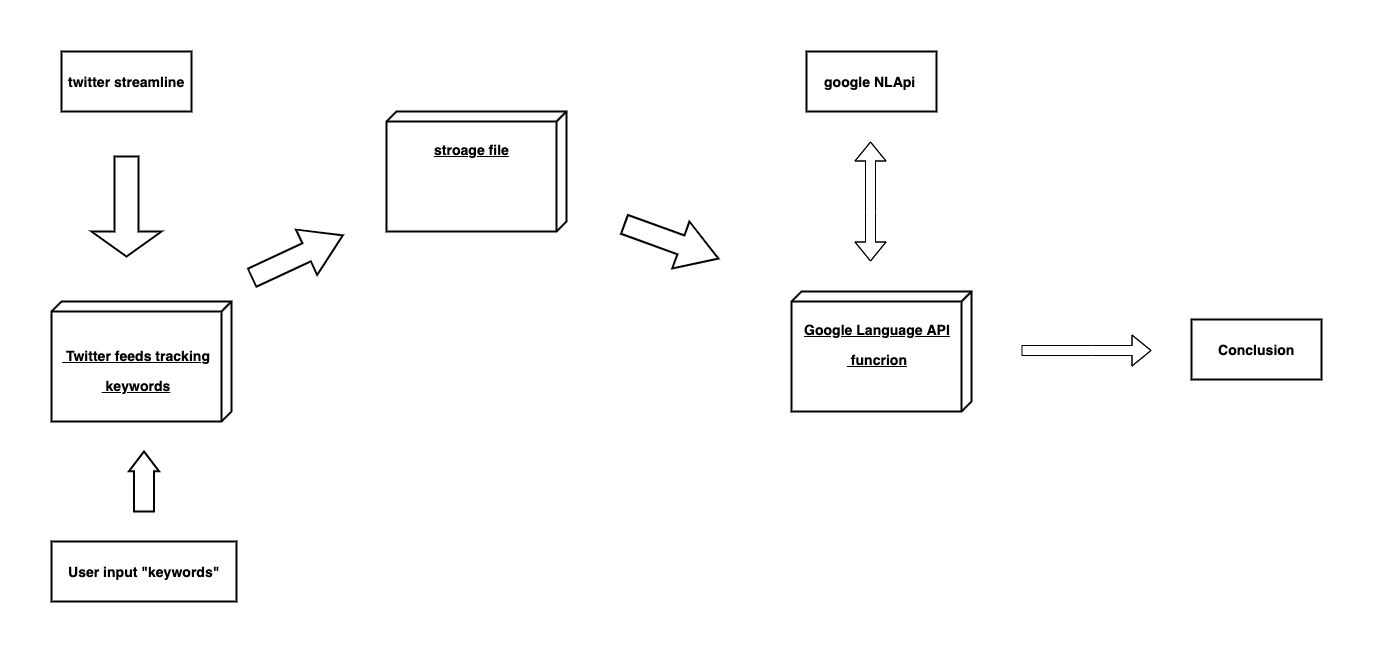 twitter streamline
google NLApi
stroage file
Twitter feeds tracking
keywords
Google Language API
funcrion
Conclusion
User input "keywords"